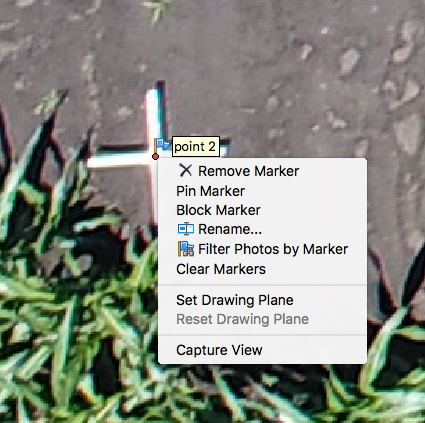 point 2
Remove Marker
Pin Marker
Block Marker
Rename...
Filter Photos by Marker
Clear Markers
Set Drawing Plane
Reset Drawing Plane
Capture View